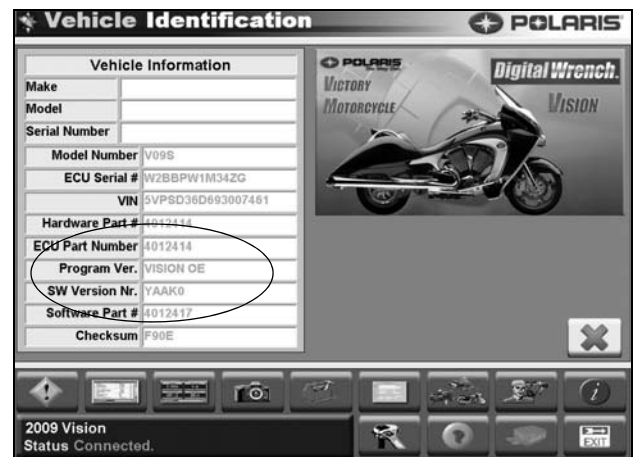 Vehicle Identification
POLARIS
Vehicle Information
Make
Model
Serial Number
Model Number V09S
ECU Serial # W2BBPW1M34ZG
VIN 5VPSD36D693007461
Hardware Part # 4012414
ECU Part Number 4012414
Program Ver. VISION OE
SW Version Nr. YAAK0
Software Part # 4012417
Checksum F90E
POLARIS
VICTORY
MOTORCYCLE
Digital Wrench.
VISION
i
?
EXIT
2009 Vision
Status Connected.